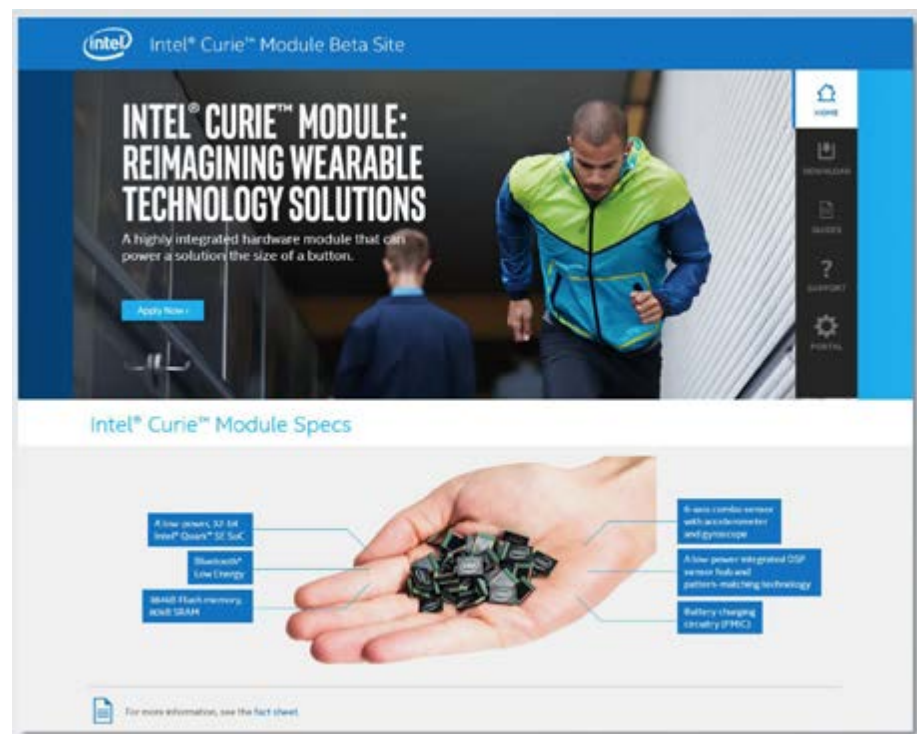 intel Intel® Curie™ Module Beta Site
INTEL® CURIE™ MODULE:
REIMAGINING WEARABLE
TECHNOLOGY SOLUTIONS
A highly integrated hardware module that can
power a solution the size of a button.
Apply Now ›
HOME
DOWNLOAD
GUIDES
?
SUPPORT
PORTAL
Intel® Curie™ Module Specs
A low-power, 32-bit
Intel® Quark™ SE SoC
Bluetooth®
Low Energy
Flash memory,
80kB SRAM
6-axis combo sensor
with accelerometer
and gyroscope
A low power integrated DSP
sensor hub and
pattern-matching technology
Battery charging
circuitry (PMIC)
For more information, see the fact sheet.